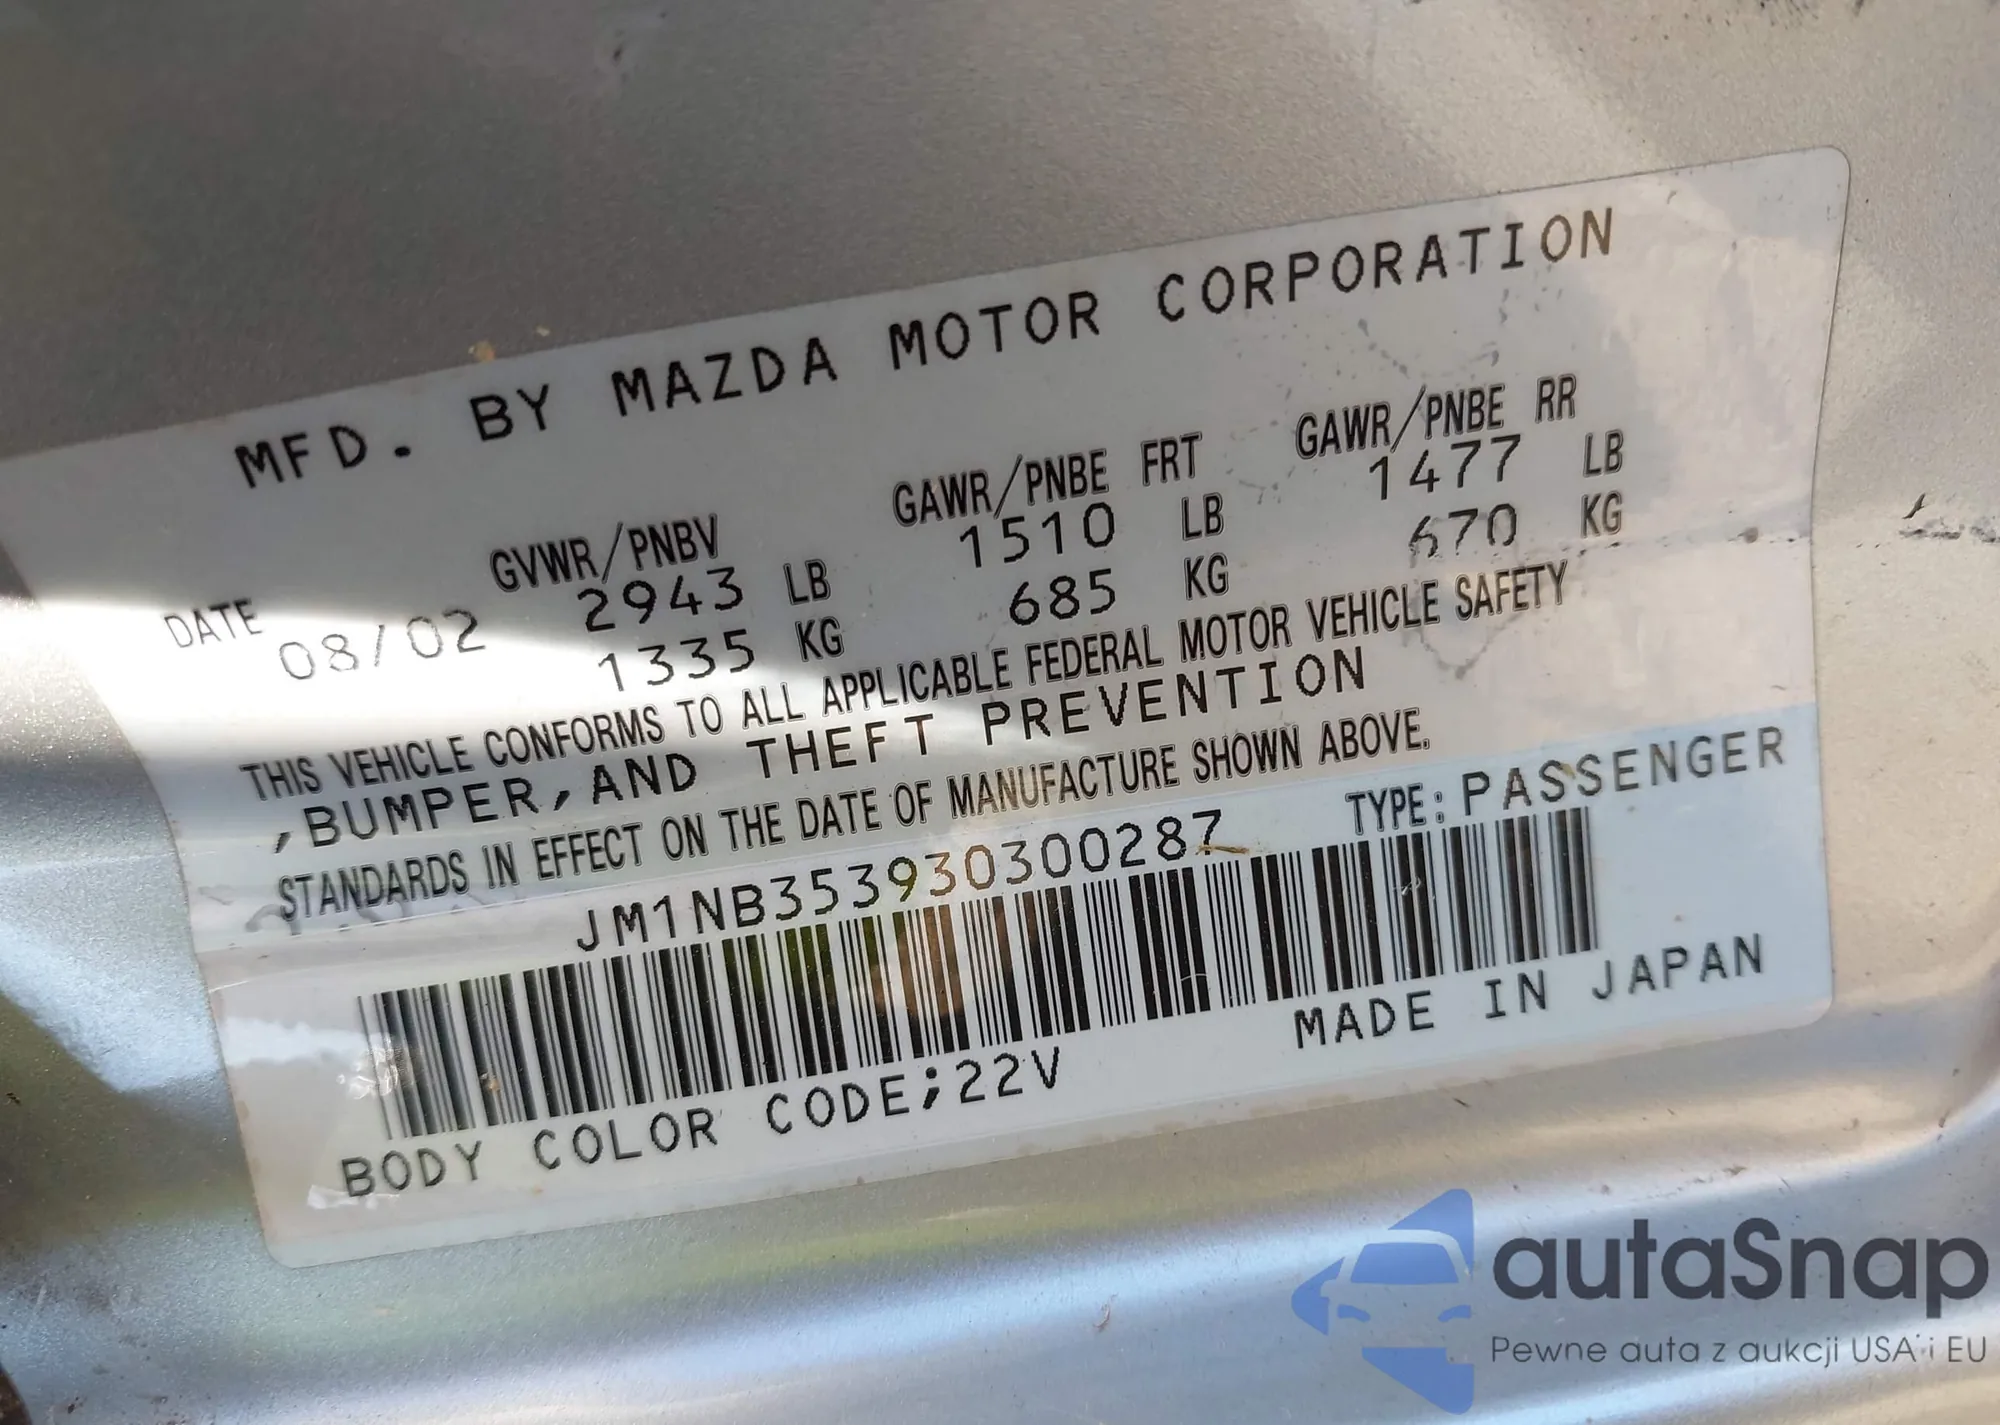 MFD. BY MAZDA MOTOR CORPORATION
GVWR/PNBV GAWR/PNBE FRT GAWR/PNBE RR
DATE 08/02 2943 LB 1510 LB 1477 LB
1335 KG 685 KG 670 KG
THIS VEHICLE CONFORMS TO ALL APPLICABLE FEDERAL MOTOR VEHICLE SAFETY
,BUMPER,AND THEFT PREVENTION
STANDARDS IN EFFECT ON THE DATE OF MANUFACTURE SHOWN ABOVE.
JM1NB353930300287 TYPE: PASSENGER
BODY COLOR CODE;22V MADE IN JAPAN
autaSnap
Pewne auta z aukcji USA i EU